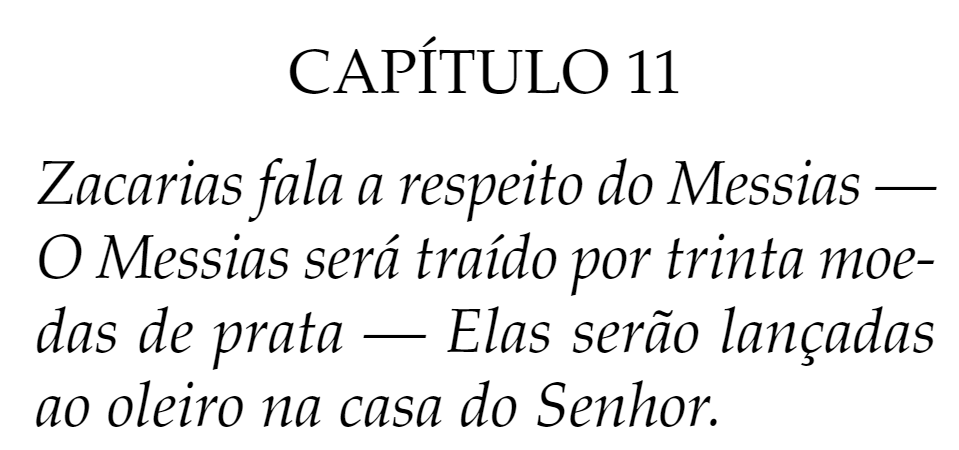 CAPÍTULO 11
Zacarias fala a respeito do Messias —
O Messias será traído por trinta moe-
das de prata — Elas serão lançadas
ao oleiro na casa do Senhor.